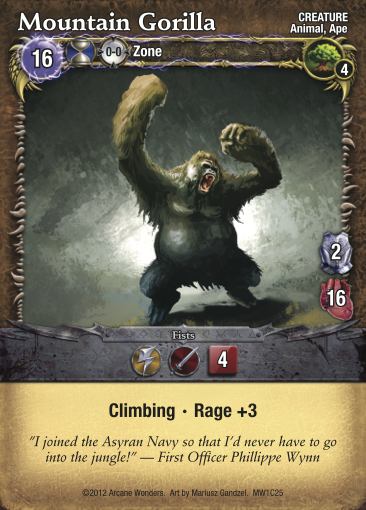 Mountain Gorilla
CREATURE
Animal, Ape
16
0-0
Zone
4
2
16
Fists
4
Climbing • Rage +3
"I joined the Asyran Navy so that I'd never have to go
into the jungle!" — First Officer Phillippe Wynn
©2012 Arcane Wonders. Art by Mariusz Gandzel. MW1C25